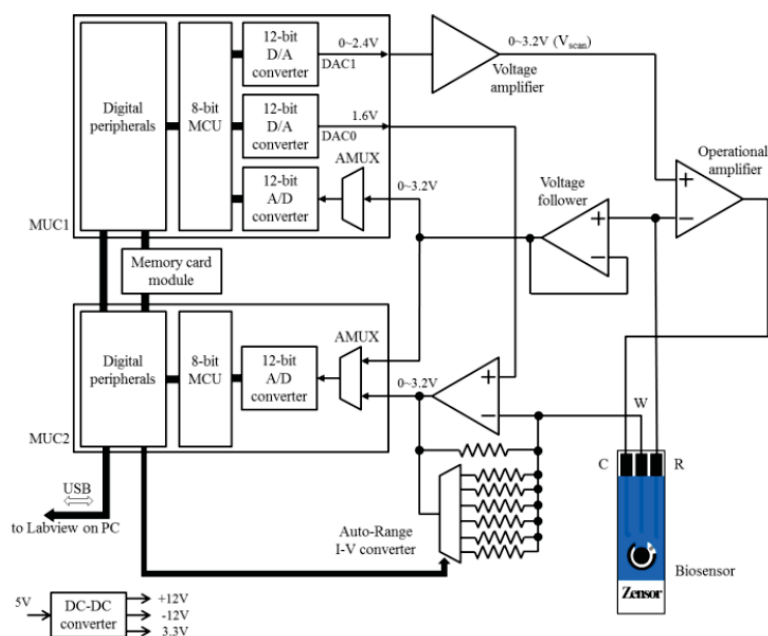 12-bit
D/A
converter
0~2.4V
DAC1
0~3.2V (Vscan)
Voltage
amplifier
Digital
peripherals
8-bit
MCU
12-bit
D/A
converter
1.6V
DAC0
Operational
amplifier
AMUX
12-bit
A/D
converter
0~3.2V
Voltage
follower
+
−
+
−
MUC1
Memory card
module
Digital
peripherals
8-bit
MCU
12-bit
A/D
converter
AMUX
0~3.2V
+
−
MUC2
W
C
R
USB
to Labview on PC
Auto-Range
I-V converter
Biosensor
Zensor
5V
DC-DC
converter
+12V
-12V
3.3V